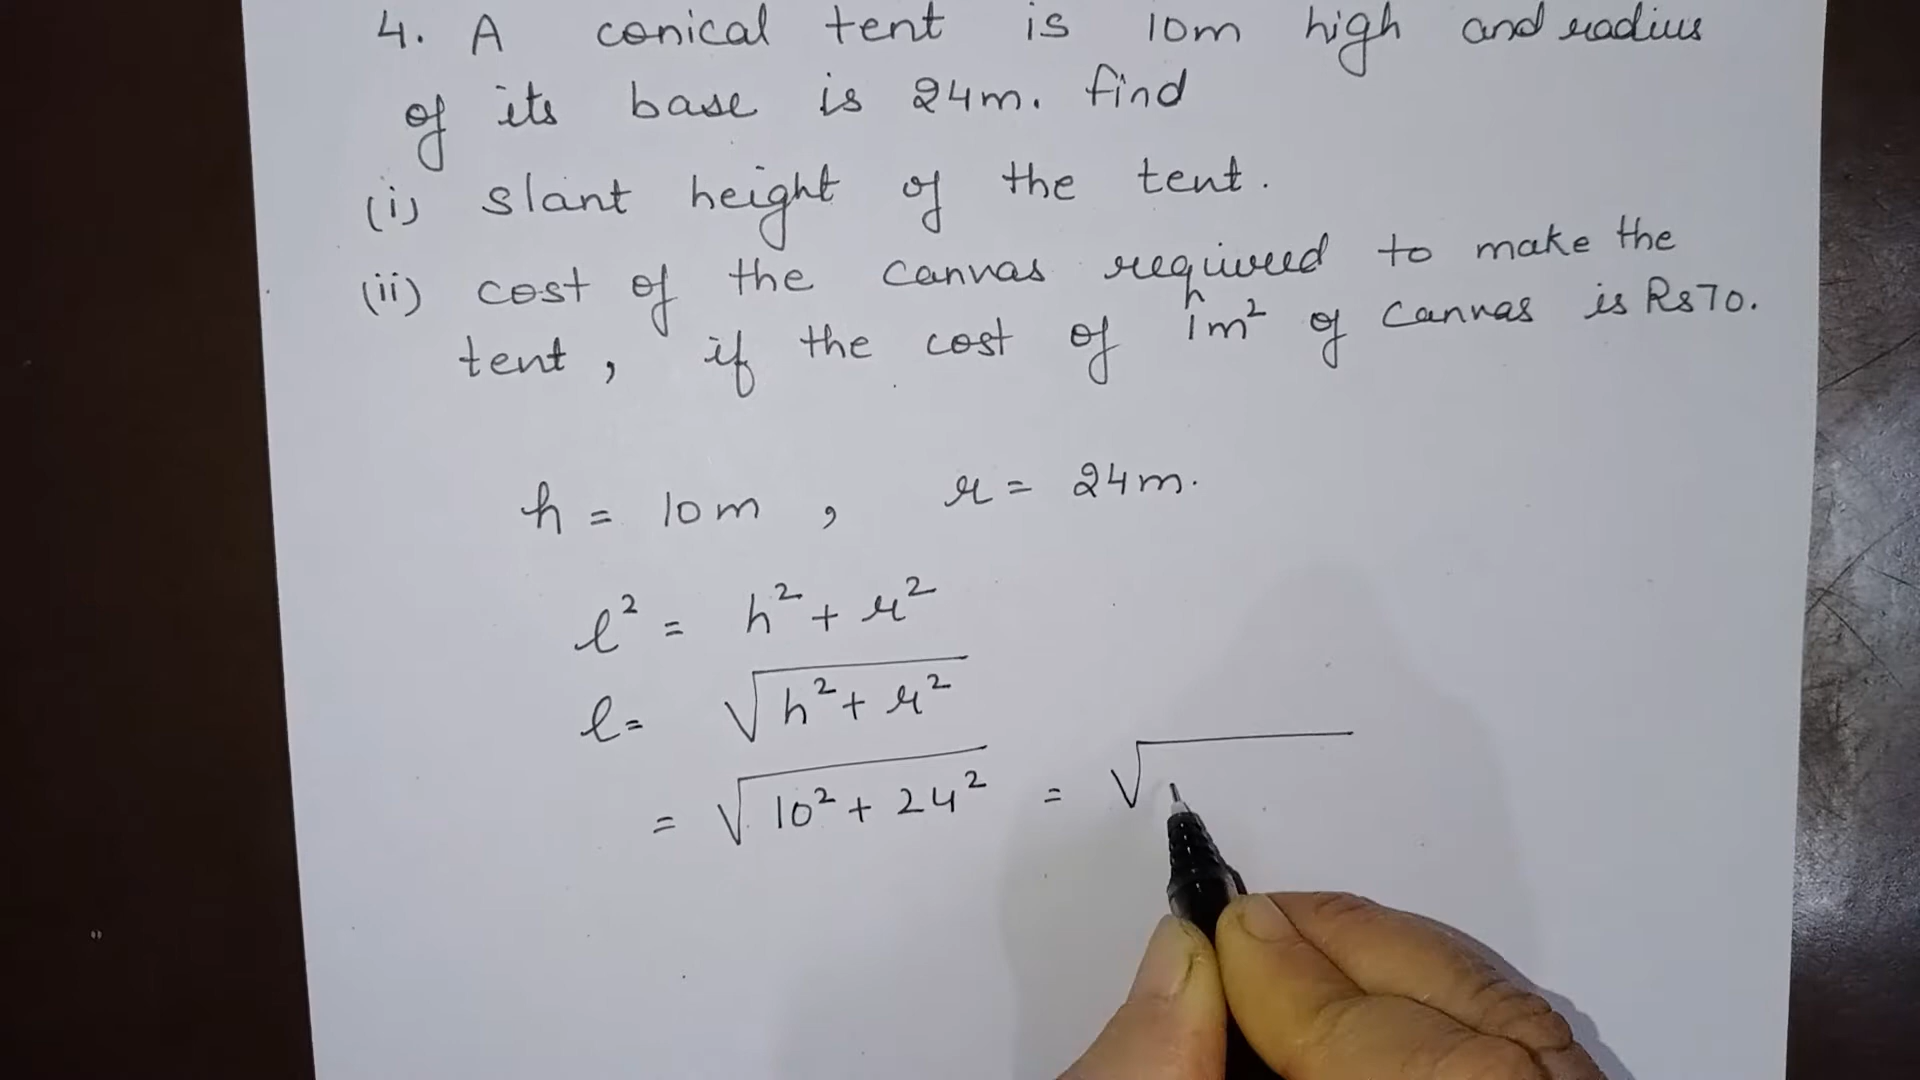 4. A conical tent is 10m high and radius
of its base is 24m. find
(i) slant height of the tent.
(ii) cost of the canvas required to make the
tent, if the cost of 1m² of canvas is Rs70.
h = 10m , r = 24m.
l² = h² + r²
l = √h² + r²
= √10² + 24² = √